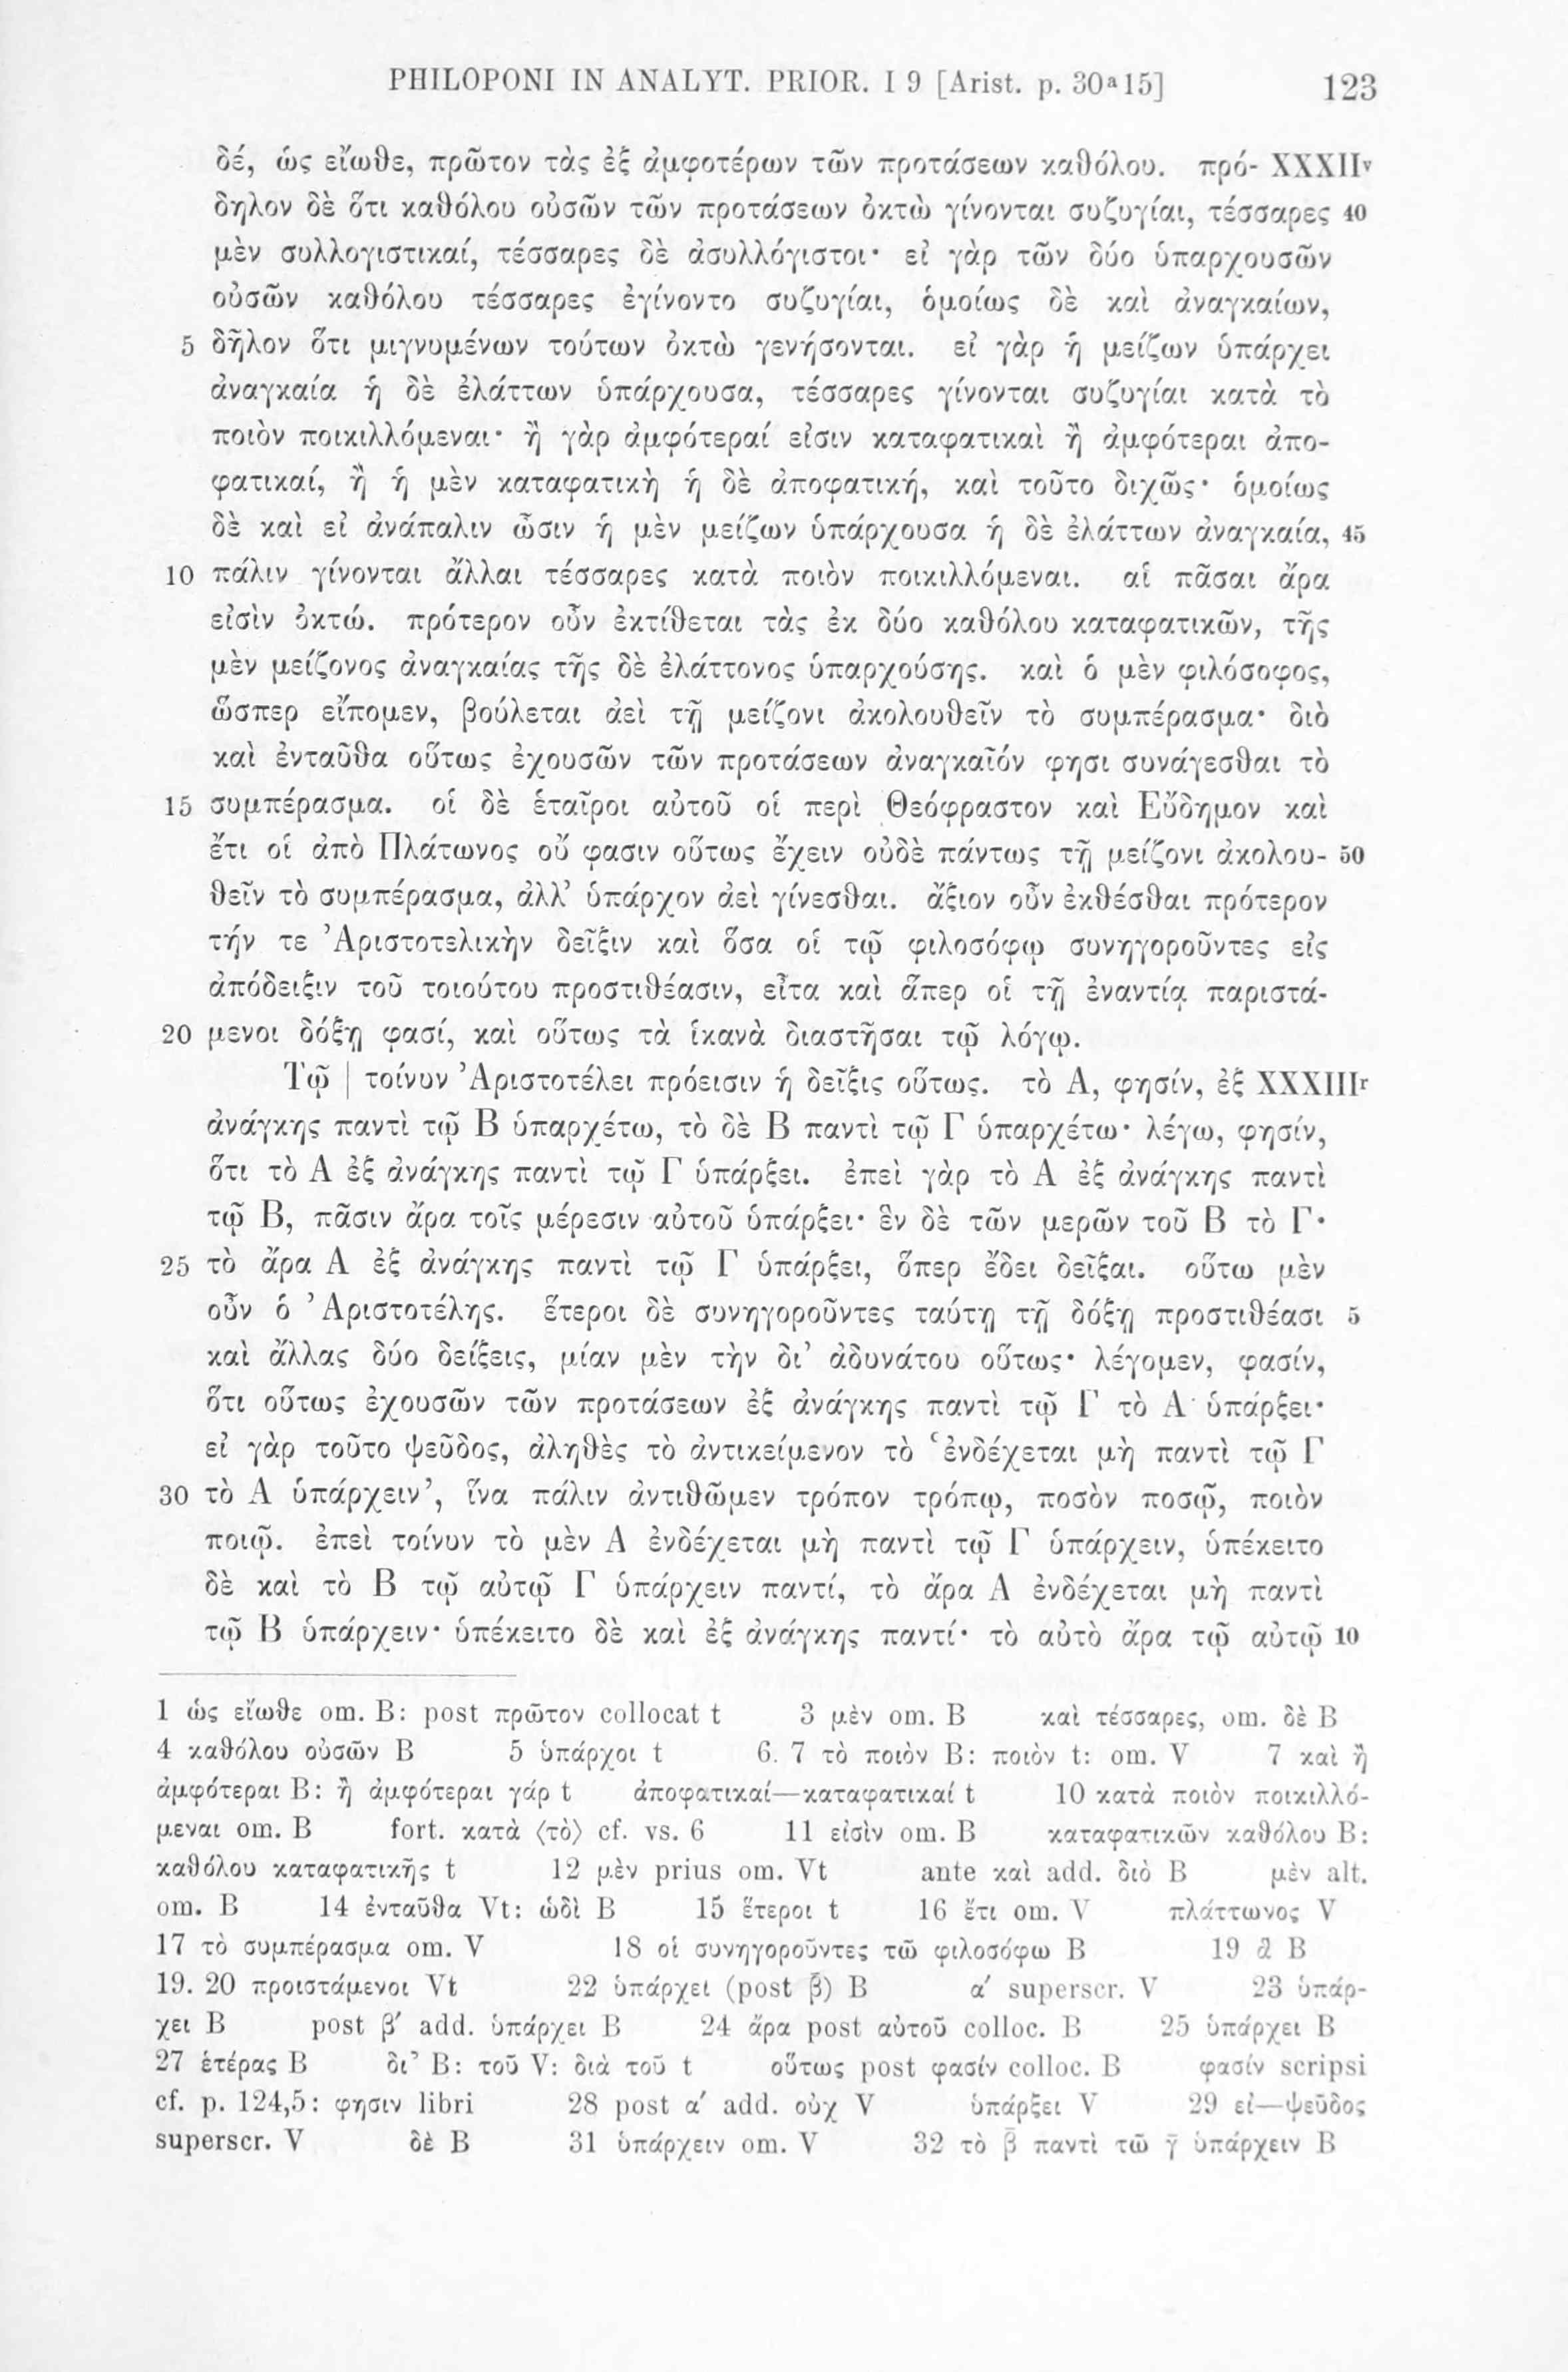 PHILOPONI IN ANALYT. PRIOR. I 9 [Arist. p. 30ᵃ15] 123
δέ, ὡς εἴωθε, πρῶτον τὰς ἐξ ἀμφοτέρων τῶν προτάσεων καθόλου. πρό- XXXIIᵛ
δηλον δὲ ὅτι καθόλου οὐσῶν τῶν προτάσεων ὀκτὼ γίνονται συζυγίαι, τέσσαρες 40
μὲν συλλογιστικαί, τέσσαρες δὲ ἀσυλλόγιστοι· εἰ γὰρ τῶν δύο ὑπαρχουσῶν
οὐσῶν καθόλου τέσσαρες ἐγίνοντο συζυγίαι, ὁμοίως δὲ καὶ ἀναγκαίων,
5 δῆλον ὅτι μιγνυμένων τούτων ὀκτὼ γενήσονται. εἰ γὰρ ἡ μείζων ὑπάρχει
ἀναγκαία ἡ δὲ ἐλάττων ὑπάρχουσα, τέσσαρες γίνονται συζυγίαι κατὰ τὸ
ποιὸν ποικιλλόμεναι· ἢ γὰρ ἀμφότεραί εἰσιν καταφατικαὶ ἢ ἀμφότεραι ἀπο-
φατικαί, ἢ ἡ μὲν καταφατικὴ ἡ δὲ ἀποφατική, καὶ τοῦτο διχῶς· ὁμοίως
δὲ καὶ εἰ ἀνάπαλιν ὦσιν ἡ μὲν μείζων ὑπάρχουσα ἡ δὲ ἐλάττων ἀναγκαία, 45
10 πάλιν γίνονται ἄλλαι τέσσαρες κατὰ ποιὸν ποικιλλόμεναι. αἱ πᾶσαι ἄρα
εἰσὶν ὀκτώ. πρότερον οὖν ἐκτίθεται τὰς ἐκ δύο καθόλου καταφατικῶν, τῆς
μὲν μείζονος ἀναγκαίας τῆς δὲ ἐλάττονος ὑπαρχούσης. καὶ ὁ μὲν φιλόσοφος,
ὥσπερ εἴπομεν, βούλεται ἀεὶ τῇ μείζονι ἀκολουθεῖν τὸ συμπέρασμα· διὸ
καὶ ἐνταῦθα οὕτως ἐχουσῶν τῶν προτάσεων ἀναγκαῖόν φησι συνάγεσθαι τὸ
15 συμπέρασμα. οἱ δὲ ἑταῖροι αὐτοῦ οἱ περὶ Θεόφραστον καὶ Εὔδημον καὶ
ἔτι οἱ ἀπὸ Πλάτωνος οὔ φασιν οὕτως ἔχειν οὐδὲ πάντως τῇ μείζονι ἀκολου- 50
θεῖν τὸ συμπέρασμα, ἀλλ’ ὑπάρχον ἀεὶ γίνεσθαι. ἄξιον οὖν ἐκθέσθαι πρότερον
τήν τε Ἀριστοτελικὴν δεῖξιν καὶ ὅσα οἱ τῷ φιλοσόφῳ συνηγοροῦντες εἰς
ἀπόδειξιν τοῦ τοιούτου προστιθέασιν, εἶτα καὶ ἅπερ οἱ τῇ ἐναντίᾳ παριστά-
20 μενοι δόξῃ φασί, καὶ οὕτως τὰ ἱκανὰ διαστῆσαι τῷ λόγῳ.
Τῷ | τοίνυν Ἀριστοτέλει πρόεισιν ἡ δεῖξις οὕτως. τὸ Α, φησίν, ἐξ XXXIIIʳ
ἀνάγκης παντὶ τῷ Β ὑπαρχέτω, τὸ δὲ Β παντὶ τῷ Γ ὑπαρχέτω· λέγω, φησίν,
ὅτι τὸ Α ἐξ ἀνάγκης παντὶ τῷ Γ ὑπάρξει. ἐπεὶ γὰρ τὸ Α ἐξ ἀνάγκης παντὶ
τῷ Β, πᾶσιν ἄρα τοῖς μέρεσιν αὐτοῦ ὑπάρξει· ἓν δὲ τῶν μερῶν τοῦ Β τὸ Γ·
25 τὸ ἄρα Α ἐξ ἀνάγκης παντὶ τῷ Γ ὑπάρξει, ὅπερ ἔδει δεῖξαι. οὕτω μὲν
οὖν ὁ Ἀριστοτέλης. ἕτεροι δὲ συνηγοροῦντες ταύτῃ τῇ δόξῃ προστιθέασι 5
καὶ ἄλλας δύο δείξεις, μίαν μὲν τὴν δι’ ἀδυνάτου οὕτως· λέγομεν, φασίν,
ὅτι οὕτως ἐχουσῶν τῶν προτάσεων ἐξ ἀνάγκης παντὶ τῷ Γ τὸ Α ὑπάρξει·
εἰ γὰρ τοῦτο ψεῦδος, ἀληθὲς τὸ ἀντικείμενον τὸ ‘ἐνδέχεται μὴ παντὶ τῷ Γ
30 τὸ Α ὑπάρχειν’, ἵνα πάλιν ἀντιθῶμεν τρόπον τρόπῳ, ποσὸν ποσῷ, ποιὸν
ποιῷ. ἐπεὶ τοίνυν τὸ μὲν Α ἐνδέχεται μὴ παντὶ τῷ Γ ὑπάρχειν, ὑπέκειτο
δὲ καὶ τὸ Β τῷ αὐτῷ Γ ὑπάρχειν παντί, τὸ ἄρα Α ἐνδέχεται μὴ παντὶ
τῷ Β ὑπάρχειν· ὑπέκειτο δὲ καὶ ἐξ ἀνάγκης παντί· τὸ αὐτὸ ἄρα τῷ αὐτῷ 10
1 ὡς εἴωθε om. B: post πρῶτον collocat t 3 μὲν om. B καὶ τέσσαρες, om. δὲ B
4 καθόλου οὐσῶν B 5 ὑπάρχοι t 6. 7 τὸ ποιὸν B: ποιὸν t: om. V 7 καὶ ἢ
ἀμφότεραι B: ἢ ἀμφότεραι γάρ t ἀποφατικαί—καταφατικαί t 10 κατὰ ποιὸν ποικιλλό-
μεναι om. B fort. κατὰ ⟨τὸ⟩ cf. vs. 6 11 εἰσὶν om. B καταφατικῶν καθόλου B:
καθόλου καταφατικῆς t 12 μὲν prius om. Vt ante καὶ add. διὸ B μὲν alt.
om. B 14 ἐνταῦθα Vt: ὡδὶ B 15 ἕτεροι t 16 ἔτι om. V πλάττωνος V
17 τὸ συμπέρασμα om. V 18 οἱ συνηγοροῦντες τῶ φιλοσόφω B 19 ἃ B
19. 20 προιστάμενοι Vt 22 ὑπάρχει (post β̄) B α′ superscr. V 23 ὑπάρ-
χει B post β′ add. ὑπάρχει B 24 ἄρα post αὐτοῦ colloc. B 25 ὑπάρχει B
27 ἑτέρας B δι’ B: τοῦ V: διὰ τοῦ t οὕτως post φασίν colloc. B φασίν scripsi
cf. p. 124,5: φησιν libri 28 post α′ add. οὐχ V ὑπάρξει V 29 εἰ—ψεῦδος
superscr. V δὲ B 31 ὑπάρχειν om. V 32 τὸ β̄ παντὶ τῶ γ̄ ὑπάρχειν B